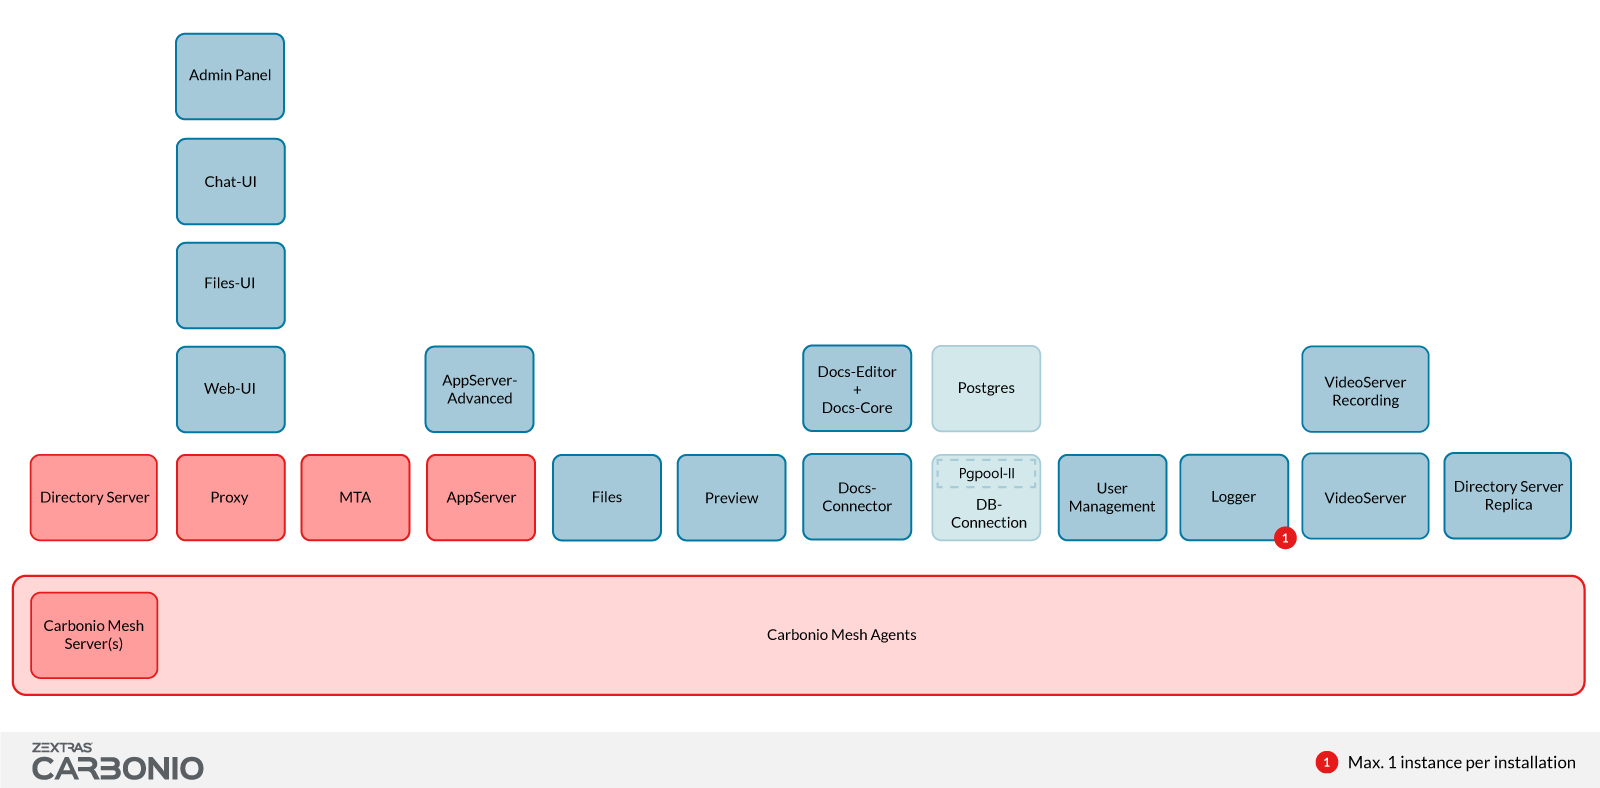 Admin Panel
Chat-UI
Files-UI
Web-UI
AppServer-
Advanced
Docs-Editor
+
Docs-Core
Postgres
VideoServer
Recording
Directory Server
Proxy
MTA
AppServer
Files
Preview
Docs-
Connector
Pgpool-II
DB-
Connection
User
Management
Logger
1
VideoServer
Directory Server
Replica
Carbonio Mesh
Server(s)
Carbonio Mesh Agents
ZEXTRAS
CARBONIO
1 Max. 1 instance per installation